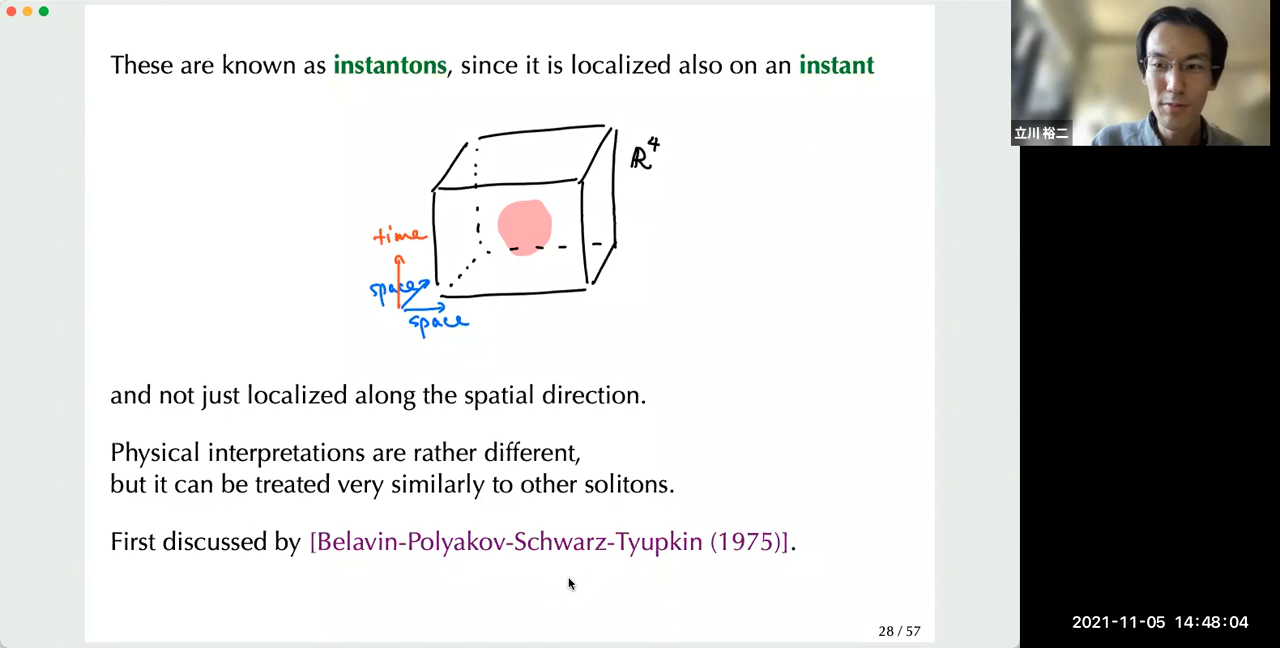 These are known as instantons, since it is localized also on an instant
ℝ⁴
time
space
space
and not just localized along the spatial direction.
Physical interpretations are rather different,
but it can be treated very similarly to other solitons.
First discussed by [Belavin-Polyakov-Schwarz-Tyupkin (1975)].
28 / 57
立川 裕二
2021-11-05 14:48:04